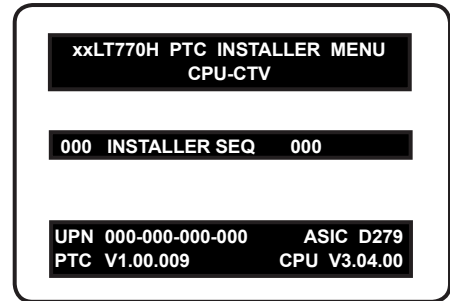 xxLT770H PTC INSTALLER MENU
CPU-CTV
000 INSTALLER SEQ 000
UPN 000-000-000-000 ASIC D279
PTC V1.00.009 CPU V3.04.00